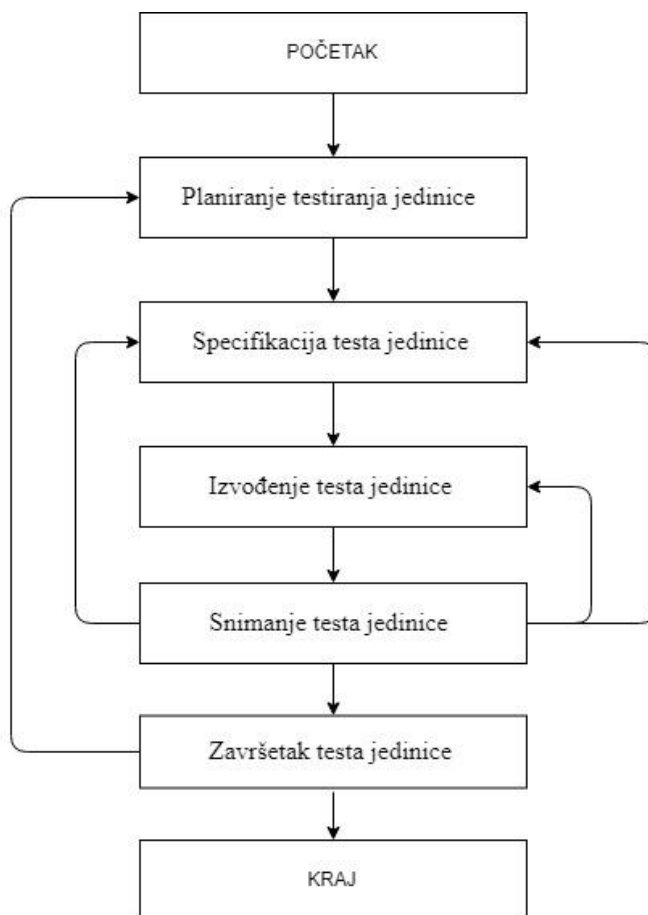 POČETAK
Planiranje testiranja jedinice
Specifikacija testa jedinice
Izvođenje testa jedinice
Snimanje testa jedinice
Završetak testa jedinice
KRAJ